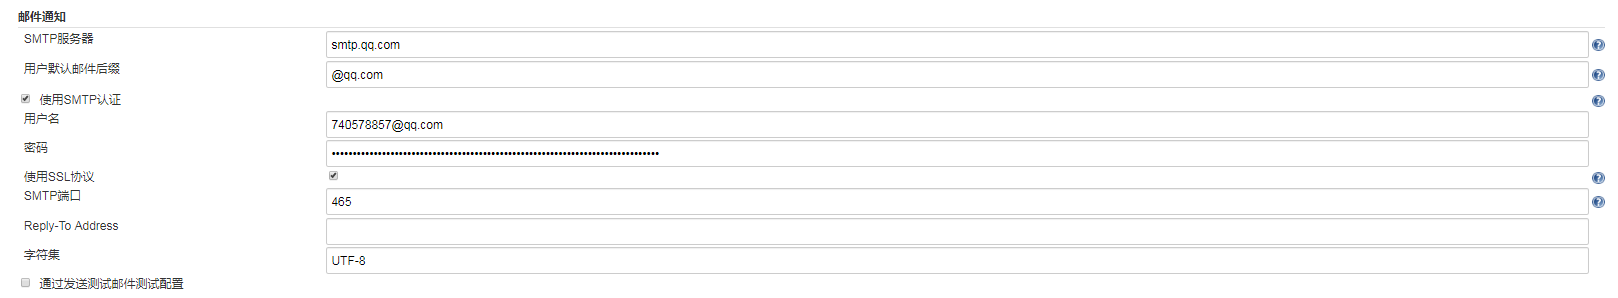 邮件通知
SMTP服务器
smtp.qq.com
用户默认邮件后缀
@qq.com
使用SMTP认证
用户名
740578857@qq.com
密码
使用SSL协议
SMTP端口
465
Reply-To Address
字符集
UTF-8
通过发送测试邮件测试配置